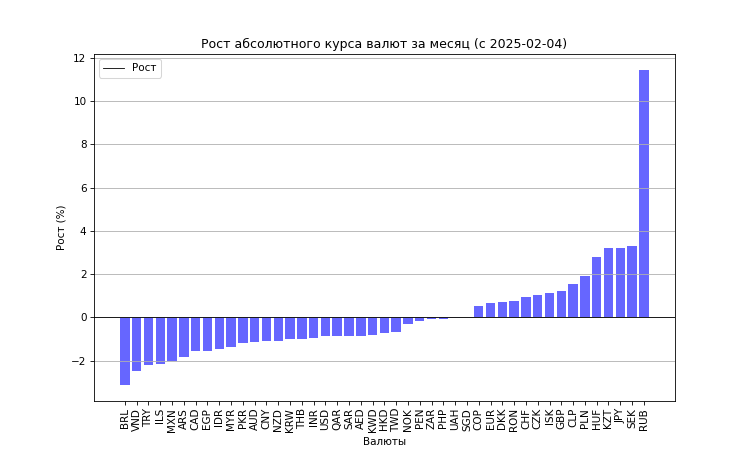 Рост абсолютного курса валют за месяц (с 2025-02-04)
Рост
12
10
8
6
4
2
0
−2
Рост (%)
BRL VND TRY ILS MXN ARS CAD EGP IDR MYR PKR AUD CNY NZD KRW THB INR USD QAR SAR AED KWD HKD TWD NOK PEN ZAR PHP UAH SGD COP EUR DKK RON CHF CZK ISK GBP CLP PLN HUF KZT JPY SEK RUB
Валюты